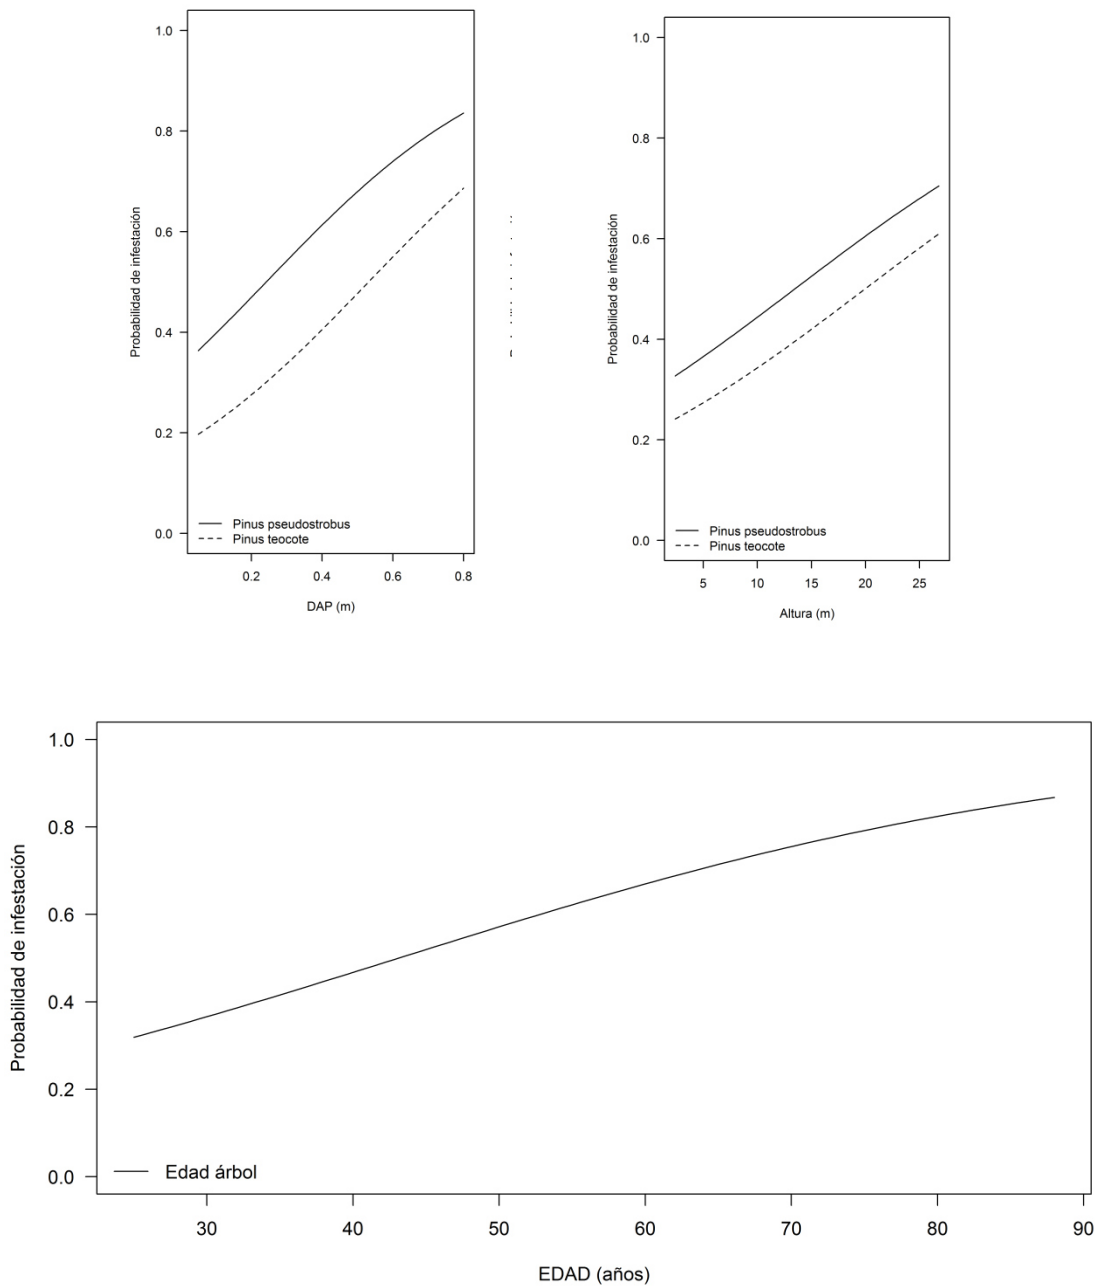 1.0
0.8
0.6
0.4
0.2
0.0
Probabilidad de infestación
Pinus pseudostrobus
Pinus teocote
0.2 0.4 0.6 0.8
DAP (m)
1.0
0.8
0.6
0.4
0.2
0.0
Probabilidad de infestación
Pinus pseudostrobus
Pinus teocote
5 10 15 20 25
Altura (m)
1.0
0.8
0.6
0.4
0.2
0.0
Probabilidad de infestación
Edad árbol
30 40 50 60 70 80 90
EDAD (años)